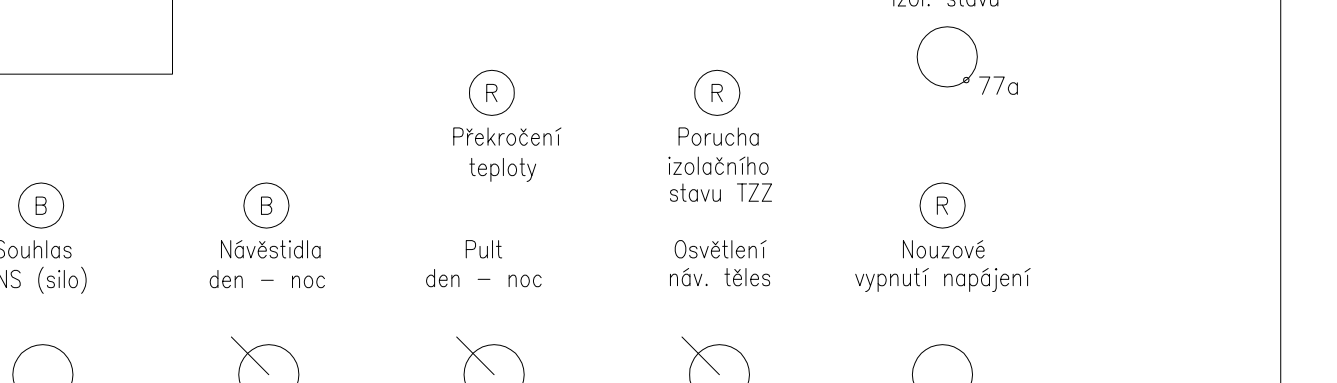 izol. stavu
77a
R
R
Překročení
teploty
Porucha
izolačního
stavu TZZ
B
B
R
Souhlas
NS (silo)
Návěstidla
den – noc
Pult
den – noc
Osvětlení
náv. těles
Nouzové
vypnutí napájení